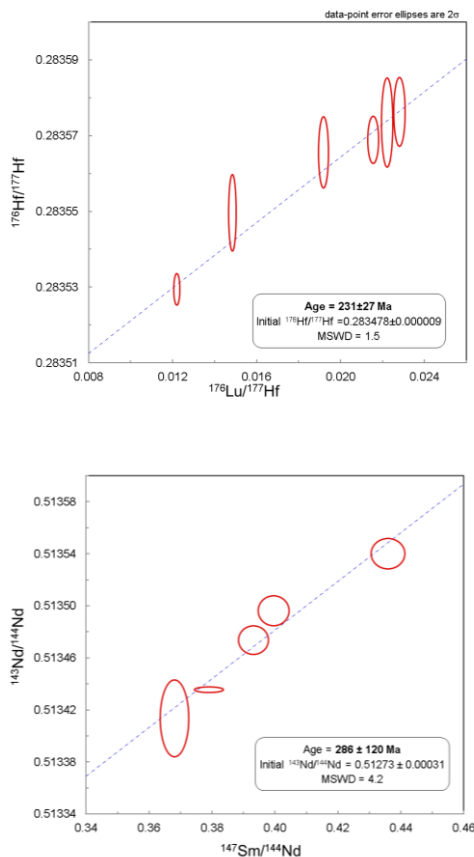 data-point error ellipses are 2σ
0.28359
0.28357
0.28355
0.28353
0.28351
¹⁷⁶Hf/¹⁷⁷Hf
Age = 231±27 Ma
Initial ¹⁷⁶Hf/¹⁷⁷Hf =0.283478±0.000009
MSWD = 1.5
0.008 0.012 0.016 0.020 0.024
¹⁷⁶Lu/¹⁷⁷Hf
0.51358
0.51354
0.51350
0.51346
0.51342
0.51338
0.51334
¹⁴³Nd/¹⁴⁴Nd
Age = 286 ± 120 Ma
Initial ¹⁴³Nd/¹⁴⁴Nd = 0.51273 ± 0.00031
MSWD = 4.2
0.34 0.36 0.38 0.40 0.42 0.44 0.46
¹⁴⁷Sm/¹⁴⁴Nd